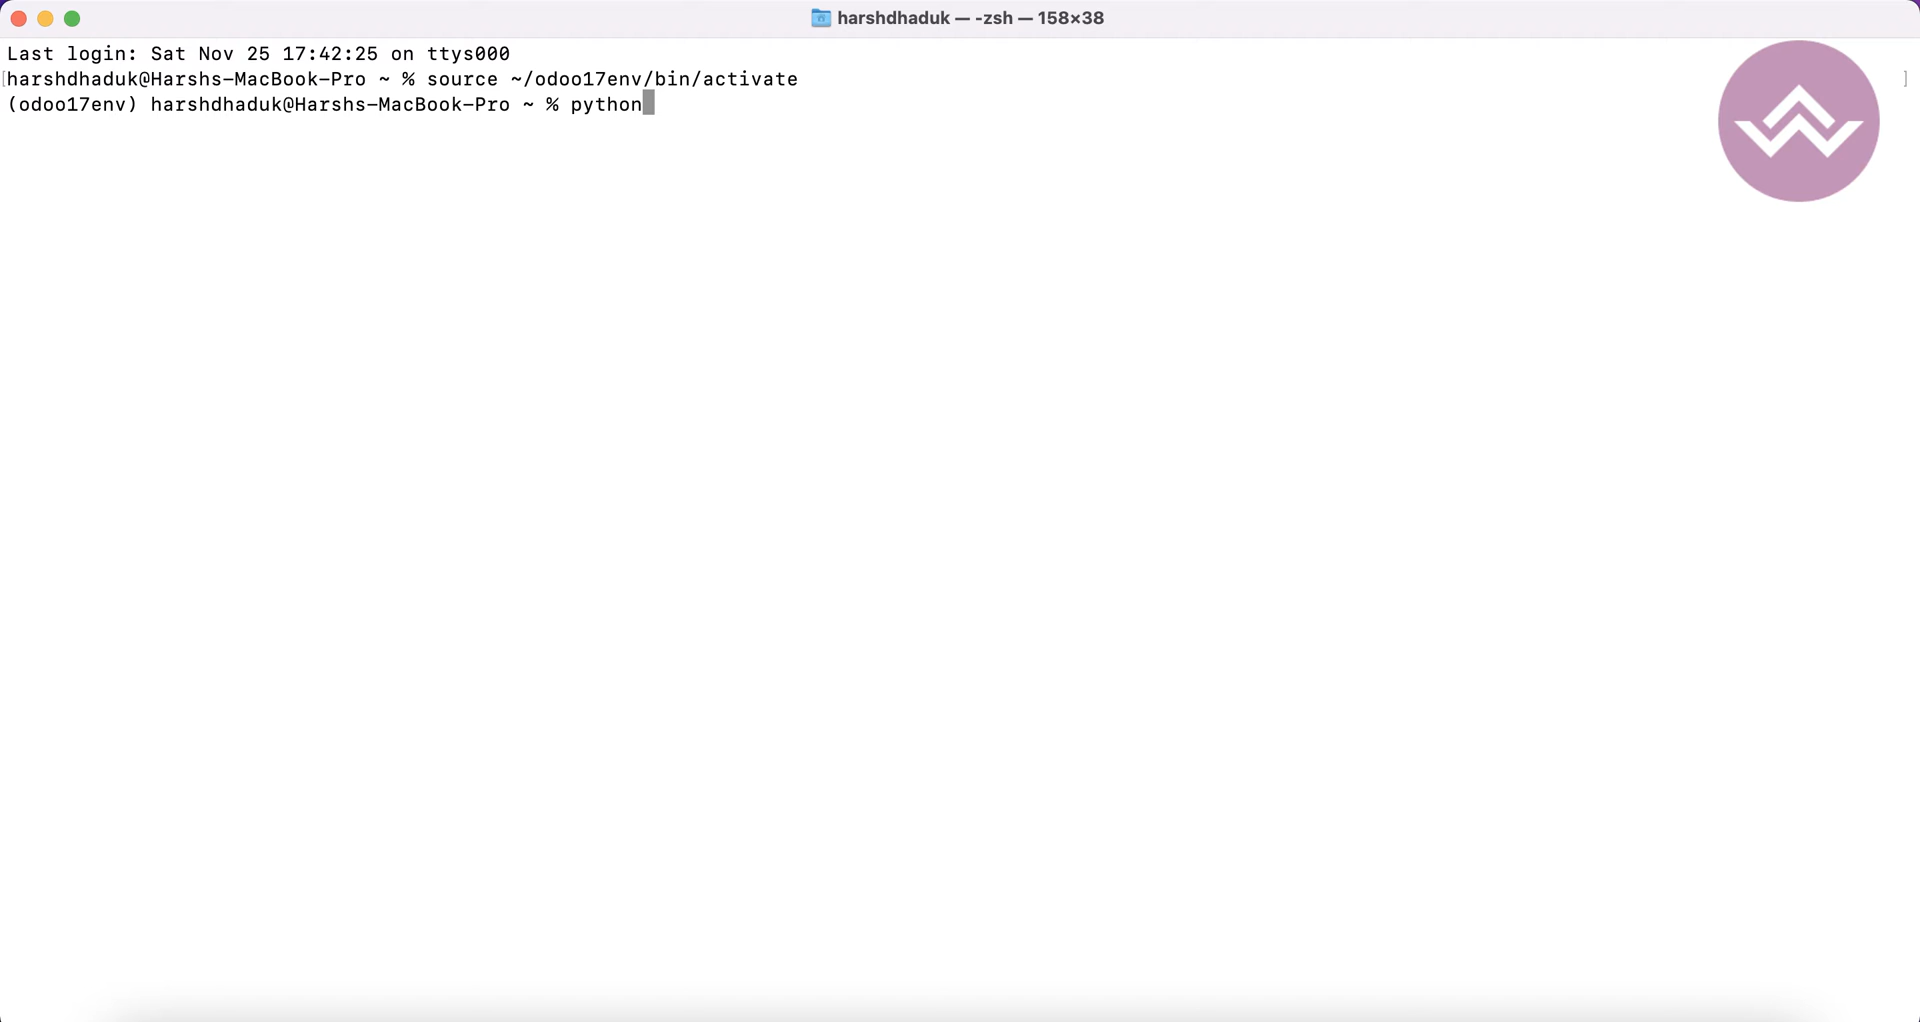 harshdhaduk — -zsh — 158×38
Last login: Sat Nov 25 17:42:25 on ttys000
[harshdhaduk@Harshs-MacBook-Pro ~ % source ~/odoo17env/bin/activate ]
(odoo17env) harshdhaduk@Harshs-MacBook-Pro ~ % python